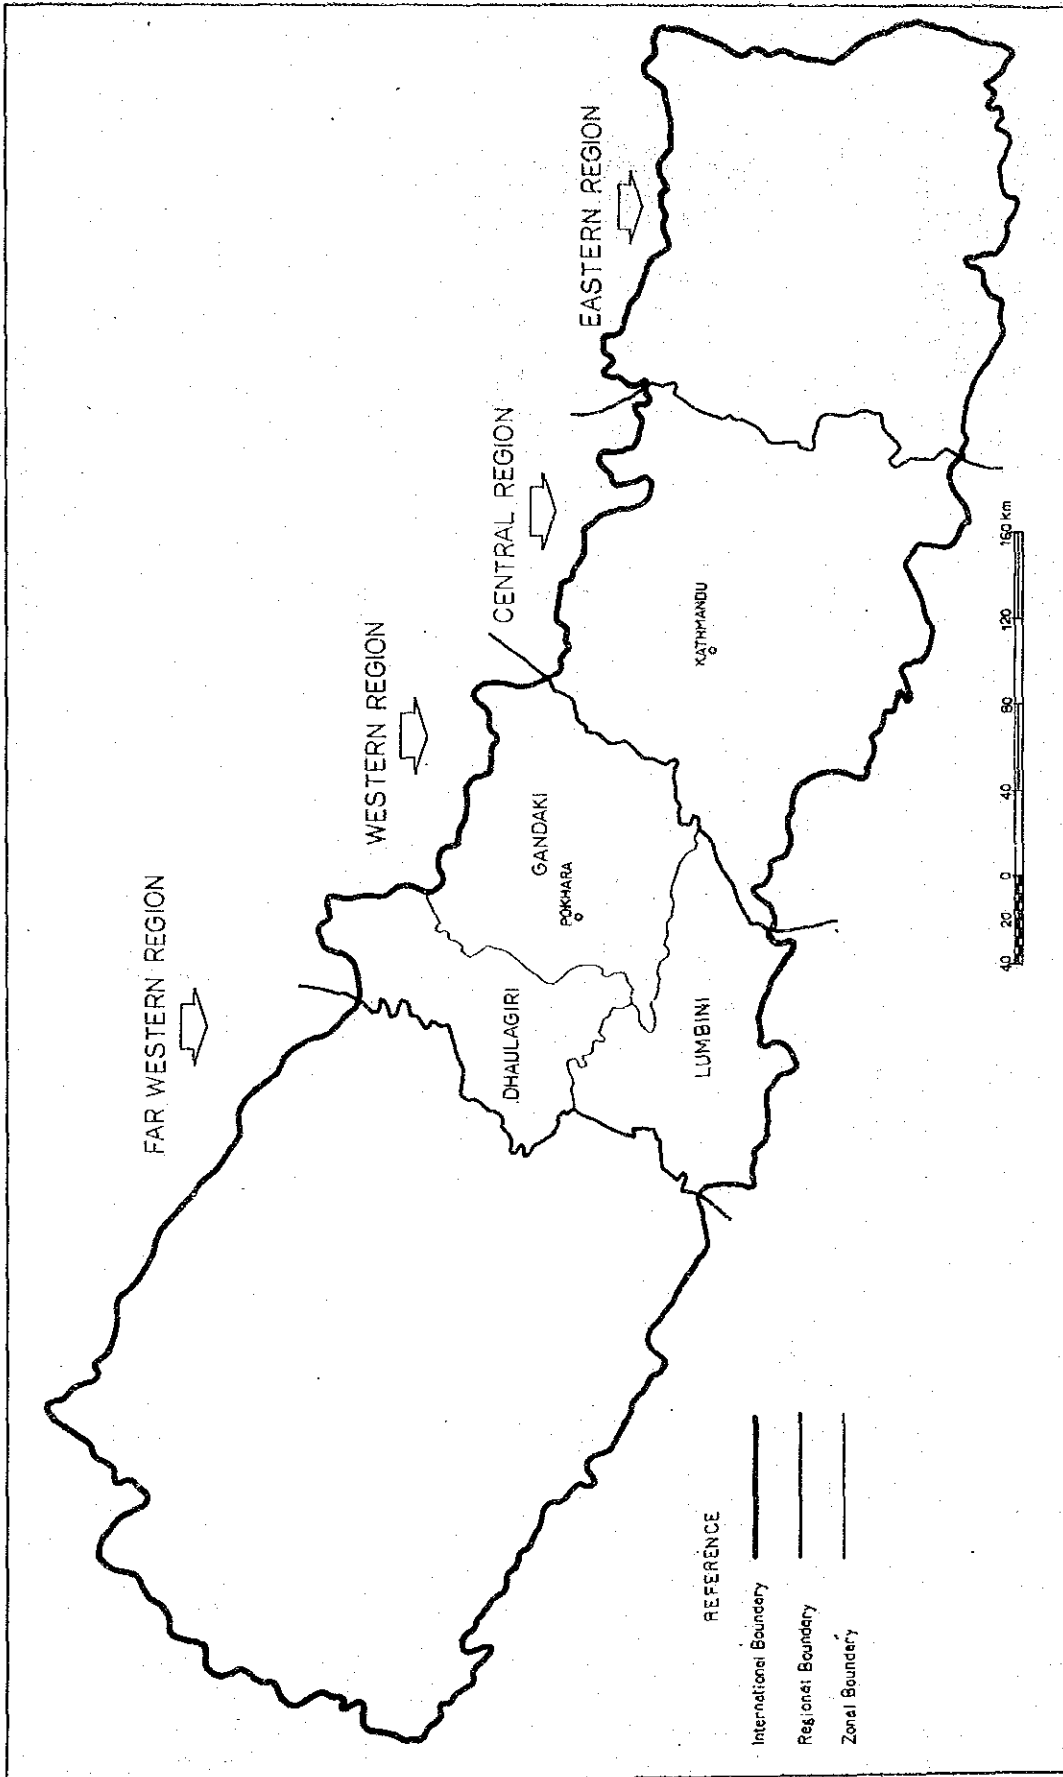 FAR WESTERN REGION
WESTERN REGION
CENTRAL REGION
EASTERN REGION
DHAULAGIRI
GANDAKI
POKHARA
LUMBINI
KATHMANDU
REFERENCE
International Boundary
Regional Boundary
Zonal Boundary
40 20 0 40 80 120 160 Km